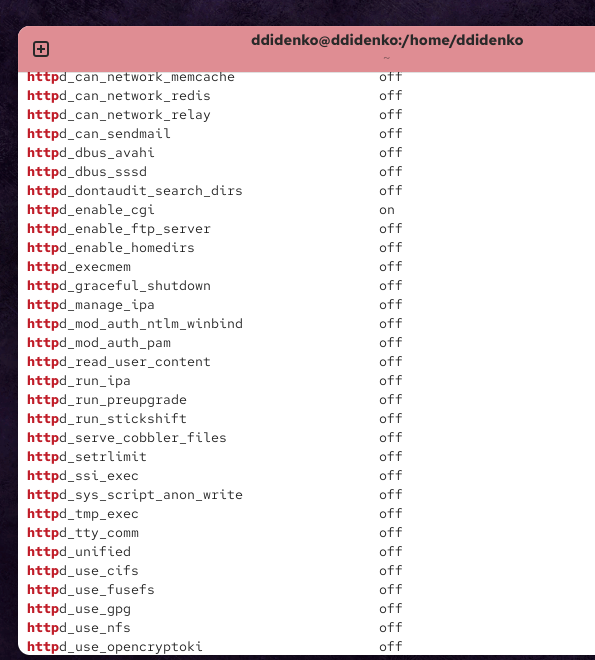 ddidenko@ddidenko:/home/ddidenko
~
httpd_can_network_memcache off
httpd_can_network_redis off
httpd_can_network_relay off
httpd_can_sendmail off
httpd_dbus_avahi off
httpd_dbus_sssd off
httpd_dontaudit_search_dirs off
httpd_enable_cgi on
httpd_enable_ftp_server off
httpd_enable_homedirs off
httpd_execmem off
httpd_graceful_shutdown off
httpd_manage_ipa off
httpd_mod_auth_ntlm_winbind off
httpd_mod_auth_pam off
httpd_read_user_content off
httpd_run_ipa off
httpd_run_preupgrade off
httpd_run_stickshift off
httpd_serve_cobbler_files off
httpd_setrlimit off
httpd_ssi_exec off
httpd_sys_script_anon_write off
httpd_tmp_exec off
httpd_tty_comm off
httpd_unified off
httpd_use_cifs off
httpd_use_fusefs off
httpd_use_gpg off
httpd_use_nfs off
httpd_use_opencryptoki off